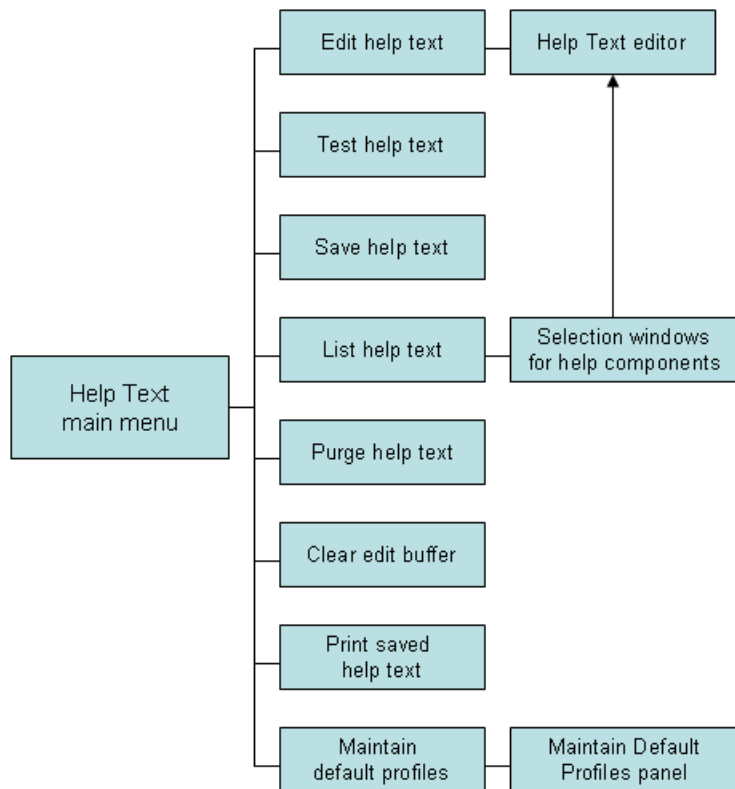 Edit help text
Help Text editor
Test help text
Save help text
List help text
Selection windows
for help components
Help Text
main menu
Purge help text
Clear edit buffer
Print saved
help text
Maintain
default profiles
Maintain Default
Profiles panel